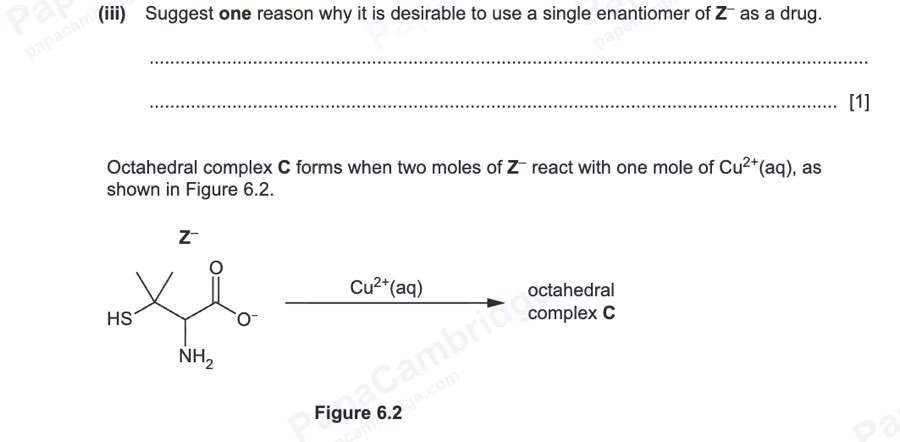 (iii) Suggest one reason why it is desirable to use a single enantiomer of Z⁻ as a drug.
[1]
Octahedral complex C forms when two moles of Z⁻ react with one mole of Cu²⁺(aq), as
shown in Figure 6.2.
Z⁻
O
HS
O⁻
NH₂
Cu²⁺(aq)
octahedral
complex C
Figure 6.2
PapaCambridge